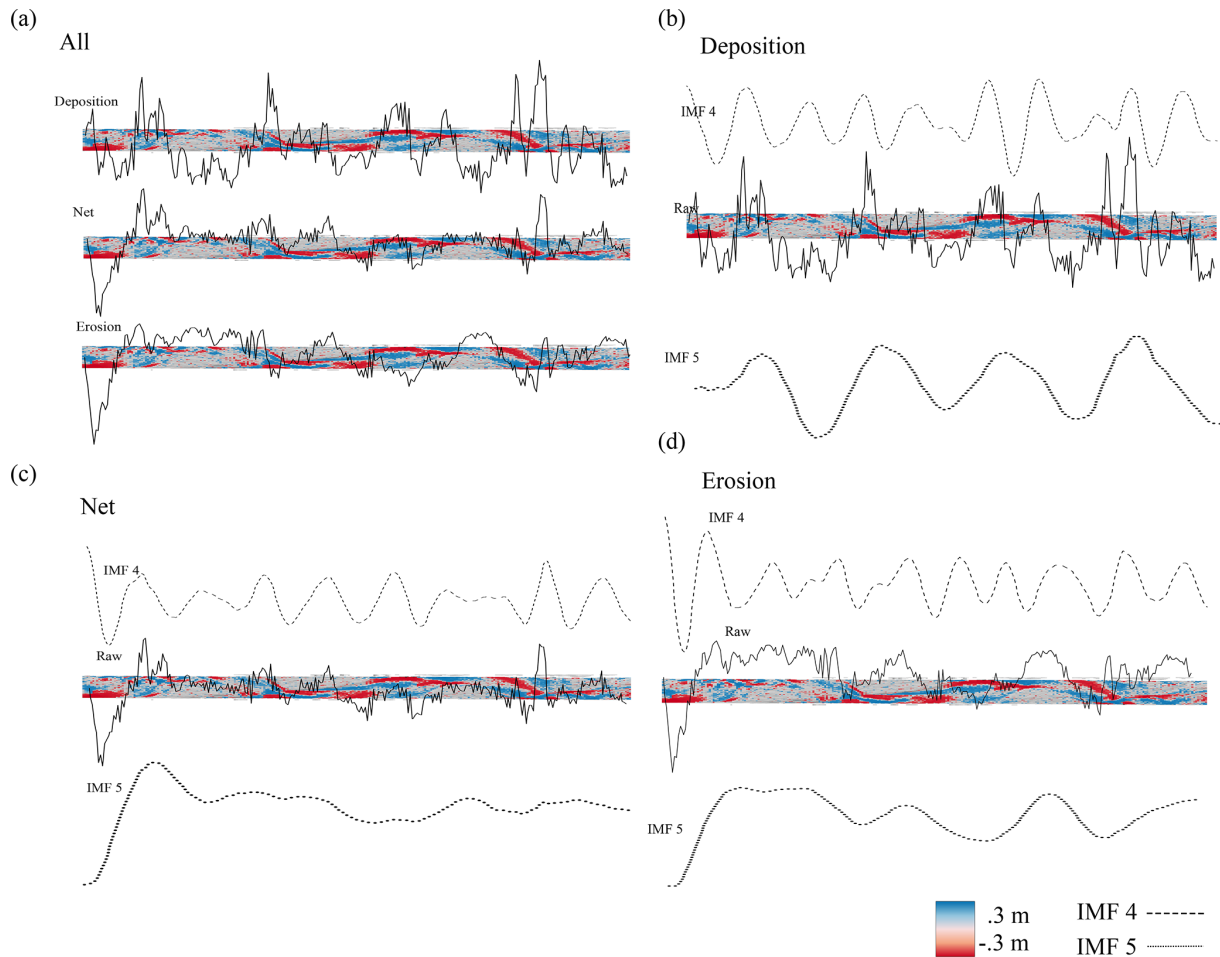 (a)
All
Deposition
Net
Erosion
(b)
Deposition
IMF 4
Raw
IMF 5
(c)
Net
IMF 4
Raw
IMF 5
(d)
Erosion
IMF 4
Raw
IMF 5
.3 m
-.3 m
IMF 4
IMF 5